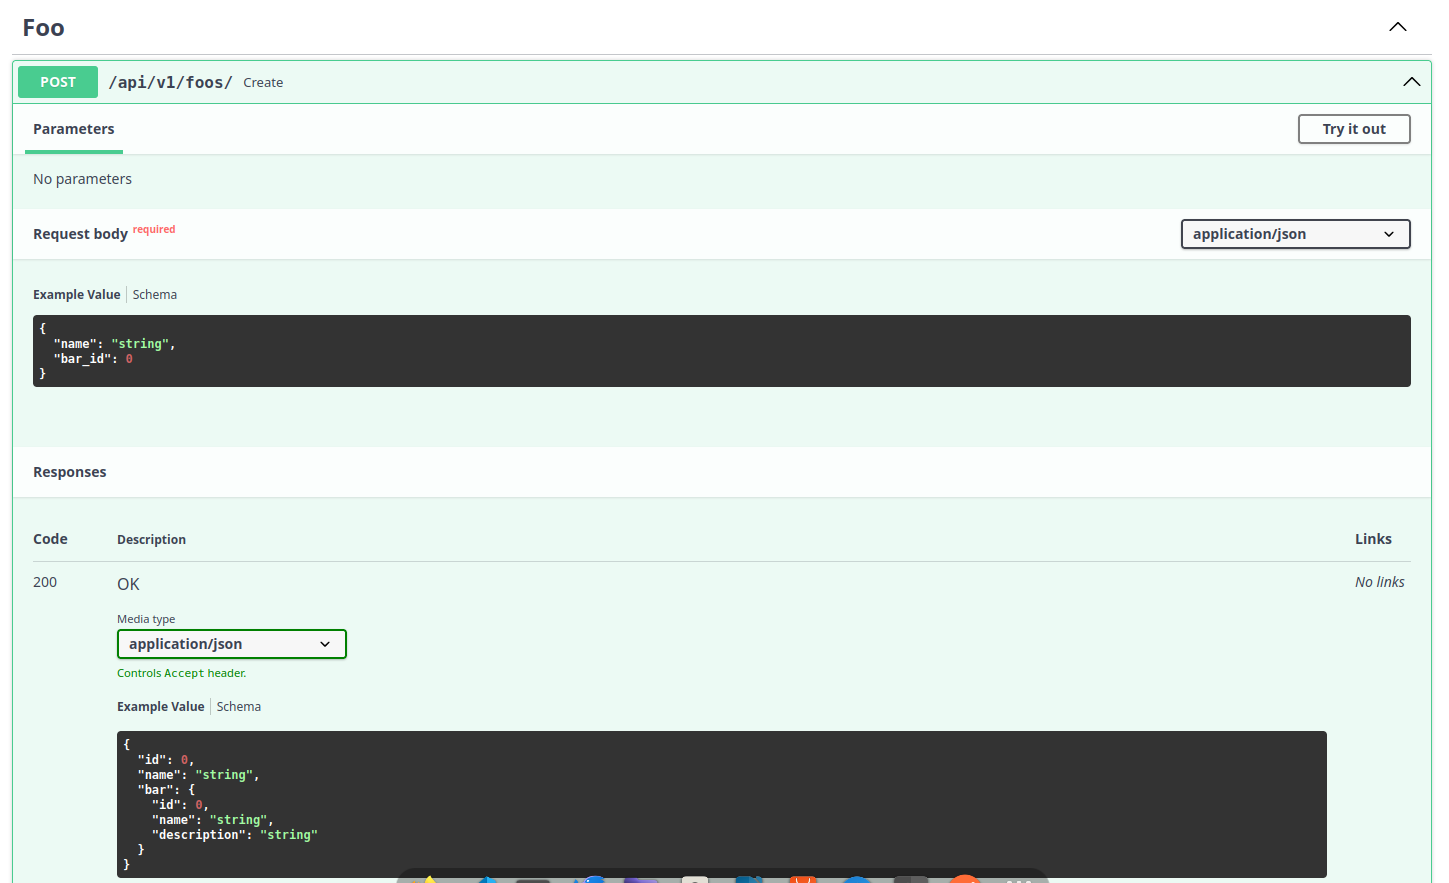 Foo
POST /api/v1/foos/ Create
Parameters Try it out
No parameters
Request body required application/json
Example Value Schema
{
  "name": "string",
  "bar_id": 0
}
Responses
Code Description Links
200 OK No links
Media type
application/json
Controls Accept header.
Example Value Schema
{
  "id": 0,
  "name": "string",
  "bar": {
    "id": 0,
    "name": "string",
    "description": "string"
  }
}